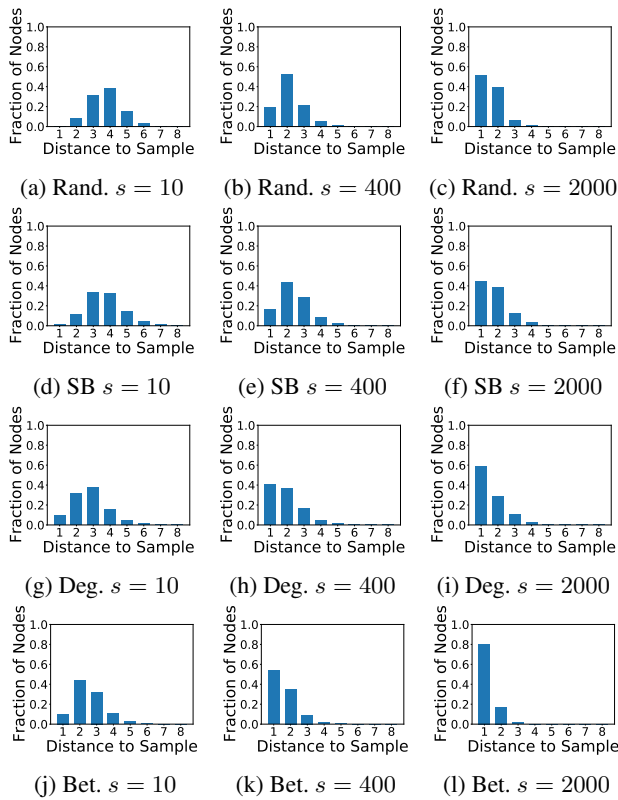 Fraction of Nodes
1.0
0.8
0.6
0.4
0.2
0.0
1 2 3 4 5 6 7 8
Distance to Sample
(a) Rand. s = 10
Fraction of Nodes
1.0
0.8
0.6
0.4
0.2
0.0
1 2 3 4 5 6 7 8
Distance to Sample
(b) Rand. s = 400
Fraction of Nodes
1.0
0.8
0.6
0.4
0.2
0.0
1 2 3 4 5 6 7 8
Distance to Sample
(c) Rand. s = 2000
Fraction of Nodes
1.0
0.8
0.6
0.4
0.2
0.0
1 2 3 4 5 6 7 8
Distance to Sample
(d) SB s = 10
Fraction of Nodes
1.0
0.8
0.6
0.4
0.2
0.0
1 2 3 4 5 6 7 8
Distance to Sample
(e) SB s = 400
Fraction of Nodes
1.0
0.8
0.6
0.4
0.2
0.0
1 2 3 4 5 6 7 8
Distance to Sample
(f) SB s = 2000
Fraction of Nodes
1.0
0.8
0.6
0.4
0.2
0.0
1 2 3 4 5 6 7 8
Distance to Sample
(g) Deg. s = 10
Fraction of Nodes
1.0
0.8
0.6
0.4
0.2
0.0
1 2 3 4 5 6 7 8
Distance to Sample
(h) Deg. s = 400
Fraction of Nodes
1.0
0.8
0.6
0.4
0.2
0.0
1 2 3 4 5 6 7 8
Distance to Sample
(i) Deg. s = 2000
Fraction of Nodes
1.0
0.8
0.6
0.4
0.2
0.0
1 2 3 4 5 6 7 8
Distance to Sample
(j) Bet. s = 10
Fraction of Nodes
1.0
0.8
0.6
0.4
0.2
0.0
1 2 3 4 5 6 7 8
Distance to Sample
(k) Bet. s = 400
Fraction of Nodes
1.0
0.8
0.6
0.4
0.2
0.0
1 2 3 4 5 6 7 8
Distance to Sample
(l) Bet. s = 2000